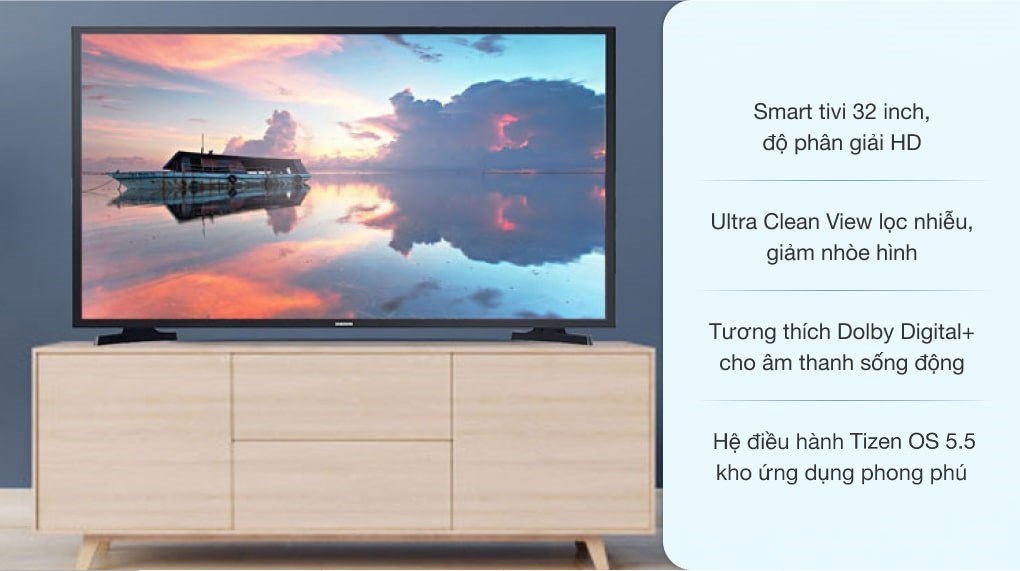 Smart tivi 32 inch,
độ phân giải HD
Ultra Clean View lọc nhiễu,
giảm nhòe hình
Tương thích Dolby Digital+
cho âm thanh sống động
Hệ điều hành Tizen OS 5.5
kho ứng dụng phong phú